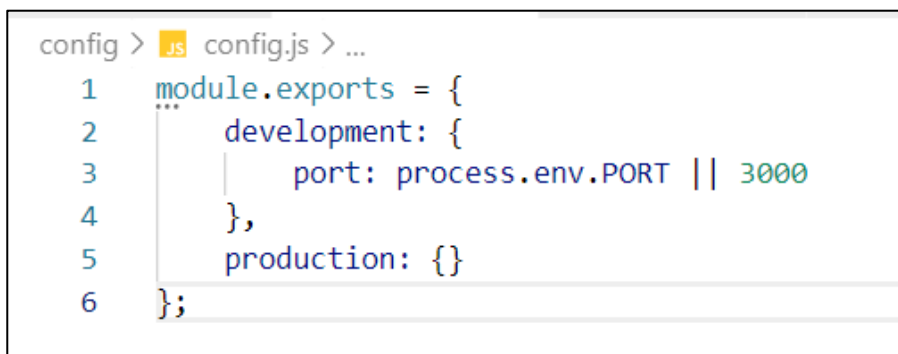 config > JS config.js > ...
1 module.exports = {
2     development: {
3         port: process.env.PORT || 3000
4     },
5     production: {}
6 };